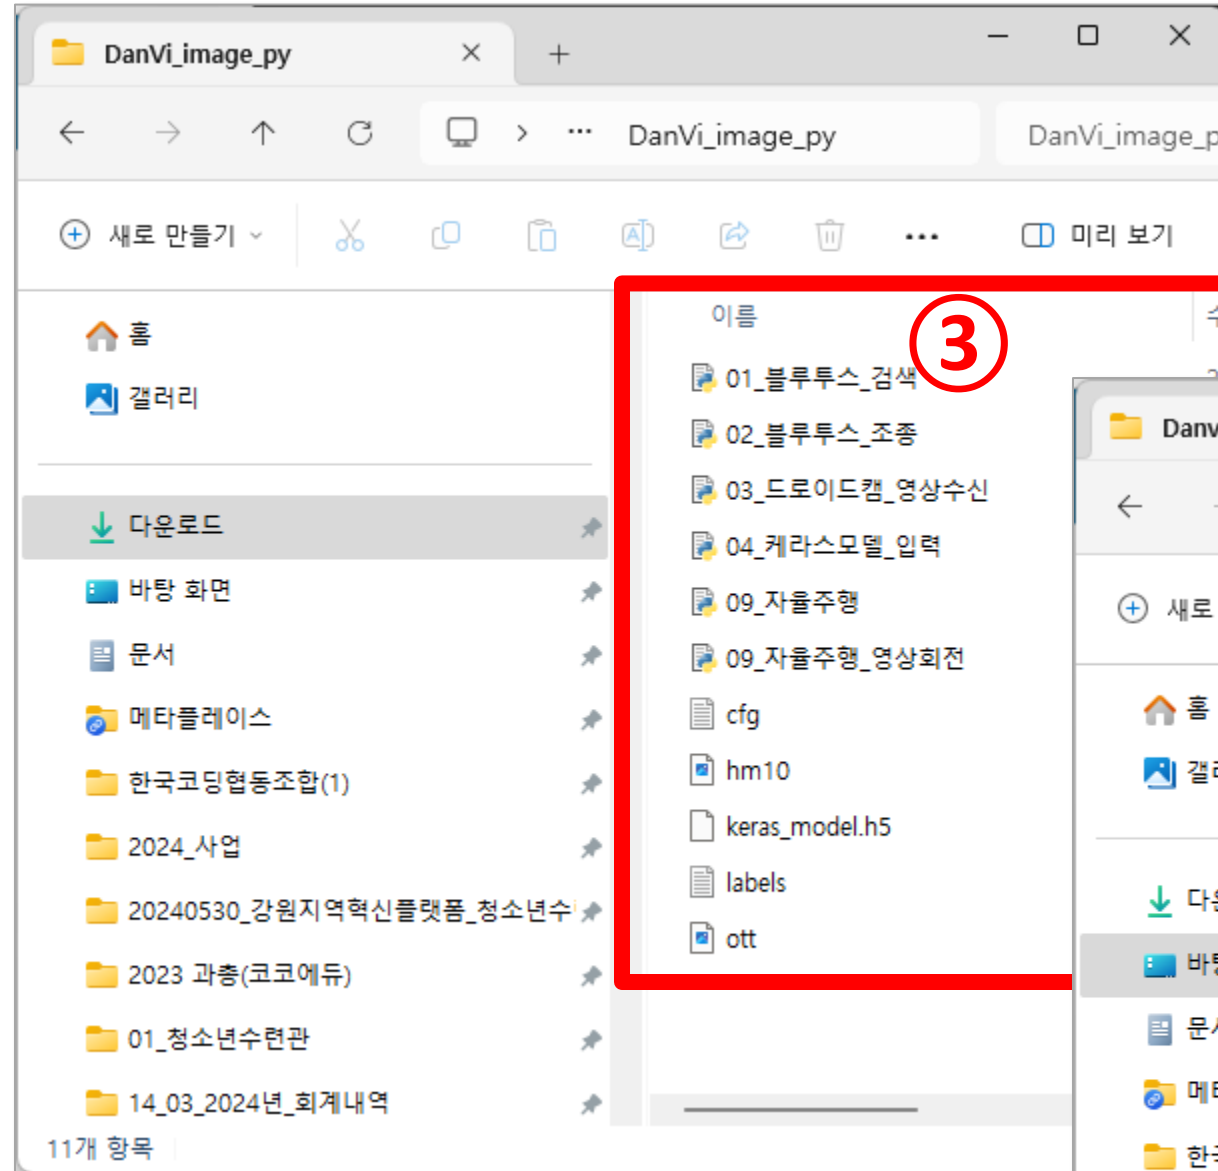 DanVi_image_py
DanVi_image_py
DanVi_image_p
새로 만들기
미리 보기
홈
갤러리
다운로드
바탕 화면
문서
메타플레이스
한국코딩협동조합(1)
2024_사업
20240530_강원지역혁신플랫폼_청소년수
2023 과총(코코에듀)
01_청소년수련관
14_03_2024년_회계내역
11개 항목
이름
③
01_블루투스_검색
02_블루투스_조종
03_드로이드캠_영상수신
04_케라스모델_입력
09_자율주행
09_자율주행_영상회전
cfg
hm10
keras_model.h5
labels
ott
Danv
새로
홈